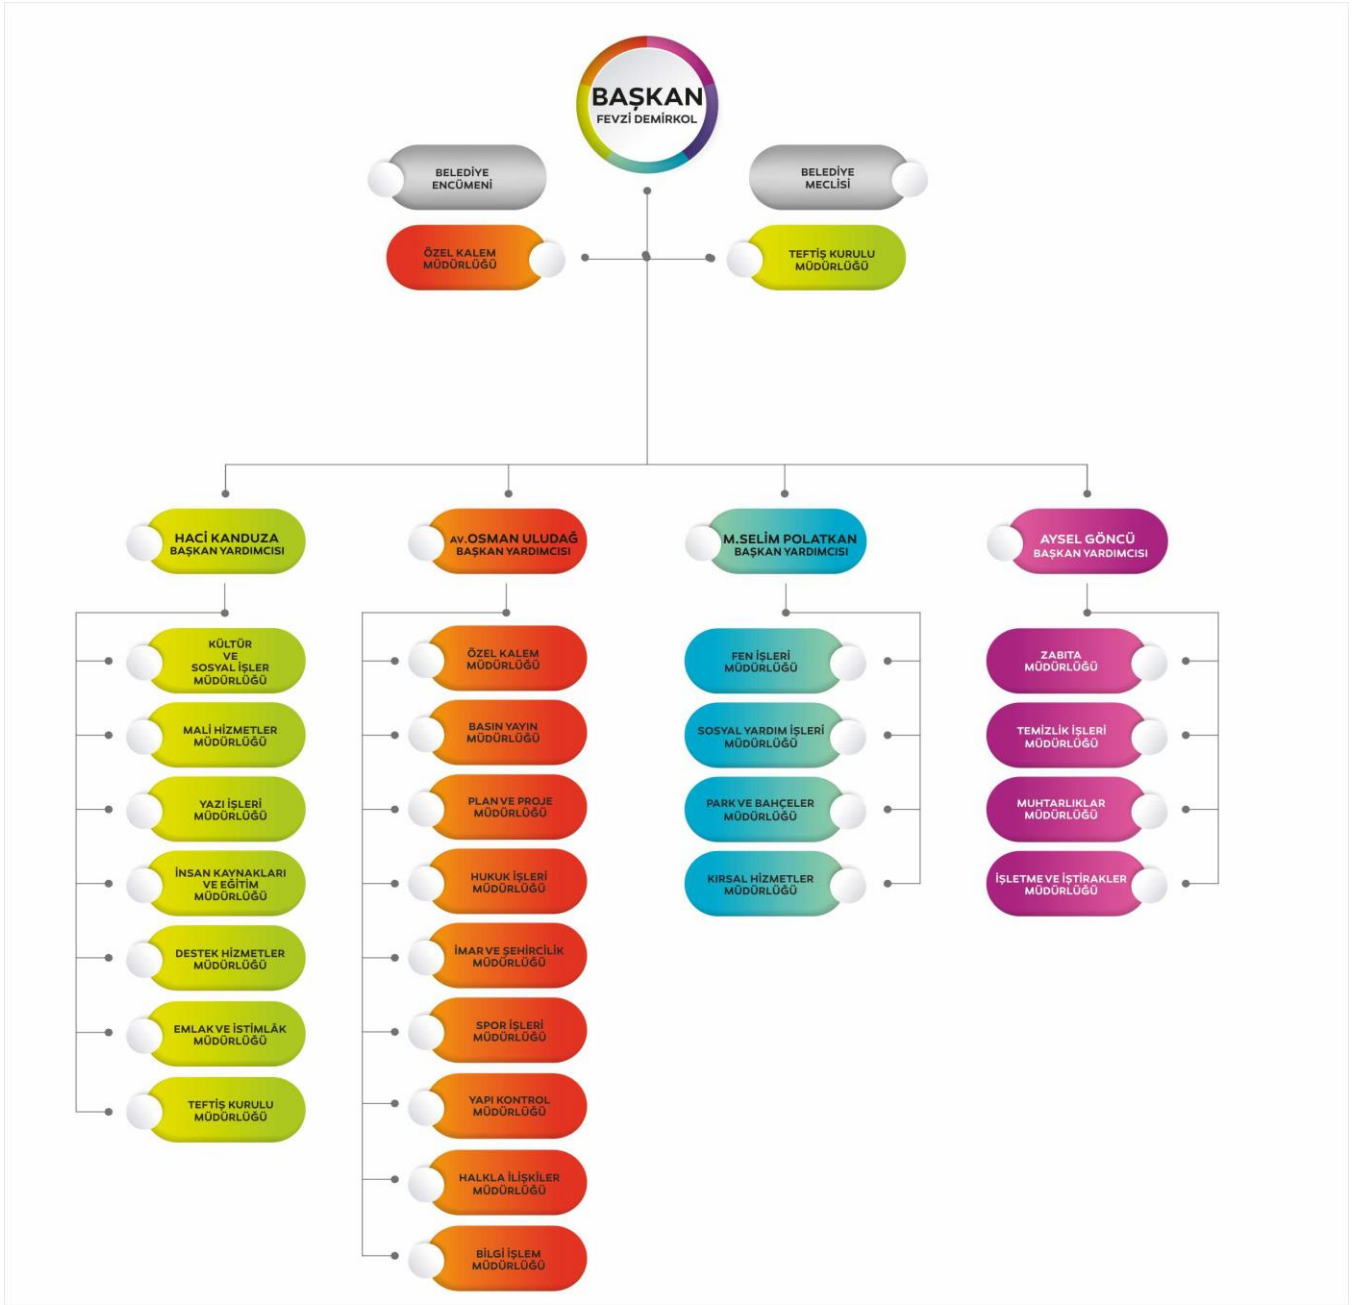 BAŞKAN
FEVZİ DEMİRKOL
BELEDİYE
ENCÜMENİ
BELEDİYE
MECLİSİ
ÖZEL KALEM
MÜDÜRLÜĞÜ
TEFTİŞ KURULU
MÜDÜRLÜĞÜ
HACİ KANDUZA
BAŞKAN YARDIMCISI
AV.OSMAN ULUDAĞ
BAŞKAN YARDIMCISI
M.SELİM POLATKAN
BAŞKAN YARDIMCISI
AYSEL GÖNCÜ
BAŞKAN YARDIMCISI
KÜLTÜR
VE
SOSYAL İŞLER
MÜDÜRLÜĞÜ
MALİ HİZMETLER
MÜDÜRLÜĞÜ
YAZI İŞLERİ
MÜDÜRLÜĞÜ
İNSAN KAYNAKLARI
VE EĞİTİM
MÜDÜRLÜĞÜ
DESTEK HİZMETLER
MÜDÜRLÜĞÜ
EMLAK VE İSTİMLÂK
MÜDÜRLÜĞÜ
TEFTİŞ KURULU
MÜDÜRLÜĞÜ
ÖZEL KALEM
MÜDÜRLÜĞÜ
BASIN YAYIN
MÜDÜRLÜĞÜ
PLAN VE PROJE
MÜDÜRLÜĞÜ
HUKUK İŞLERİ
MÜDÜRLÜĞÜ
İMAR VE ŞEHİRCİLİK
MÜDÜRLÜĞÜ
SPOR İŞLERİ
MÜDÜRLÜĞÜ
YAPI KONTROL
MÜDÜRLÜĞÜ
HALKLA İLİŞKİLER
MÜDÜRLÜĞÜ
BİLGİ İŞLEM
MÜDÜRLÜĞÜ
FEN İŞLERİ
MÜDÜRLÜĞÜ
SOSYAL YARDIM İŞLERİ
MÜDÜRLÜĞÜ
PARK VE BAHÇELER
MÜDÜRLÜĞÜ
KIRSAL HİZMETLER
MÜDÜRLÜĞÜ
ZABITA
MÜDÜRLÜĞÜ
TEMİZLİK İŞLERİ
MÜDÜRLÜĞÜ
MUHTARLIKLAR
MÜDÜRLÜĞÜ
İŞLETME VE İŞTİRAKLER
MÜDÜRLÜĞÜ